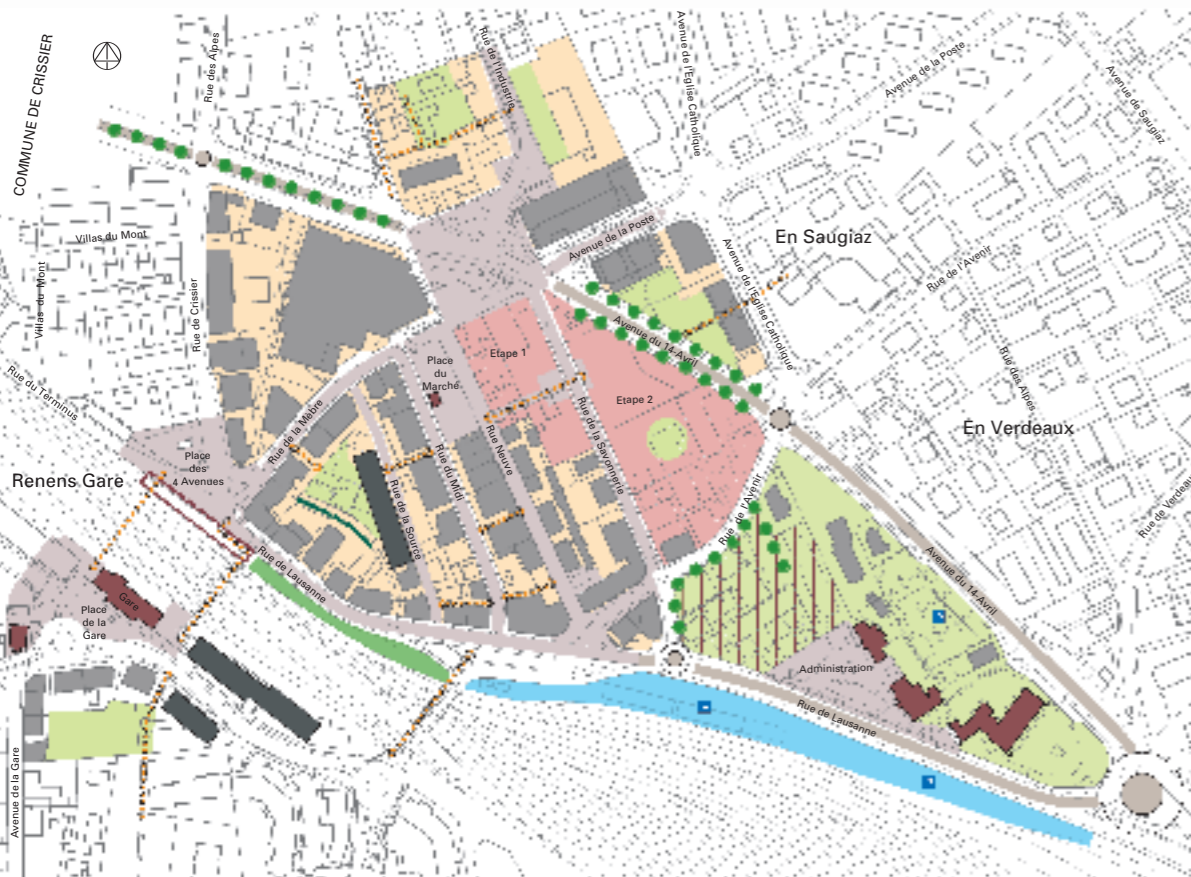 COMMUNE DE CRISSIER
Rue des Alpes
Rue de l'Industrie
Avenue de l'Eglise Catholique
Avenue de la Poste
Avenue de Saugiaz
Villas du Mont
Villas du Mont
Rue de Crissier
Avenue de la Poste
En Saugiaz
Avenue de l'Eglise Catholique
Rue de l'Avenir
Rue des Alpes
Avenue du 14-Avril
Etape 1
Place
du
Marché
Etape 2
Rue du Terminus
Rue de la Mèbre
En Verdeaux
Place
des
4 Avenues
Renens Gare
Rue de la Source
Rue du Midi
Rue Neuve
Rue de la Savonnerie
Rue de l'Avenir
Rue de Verdeaux
Rue de Lausanne
Avenue du 14-Avril
Gare
Place
de la
Gare
Administration
Rue de Lausanne
Avenue de la Gare